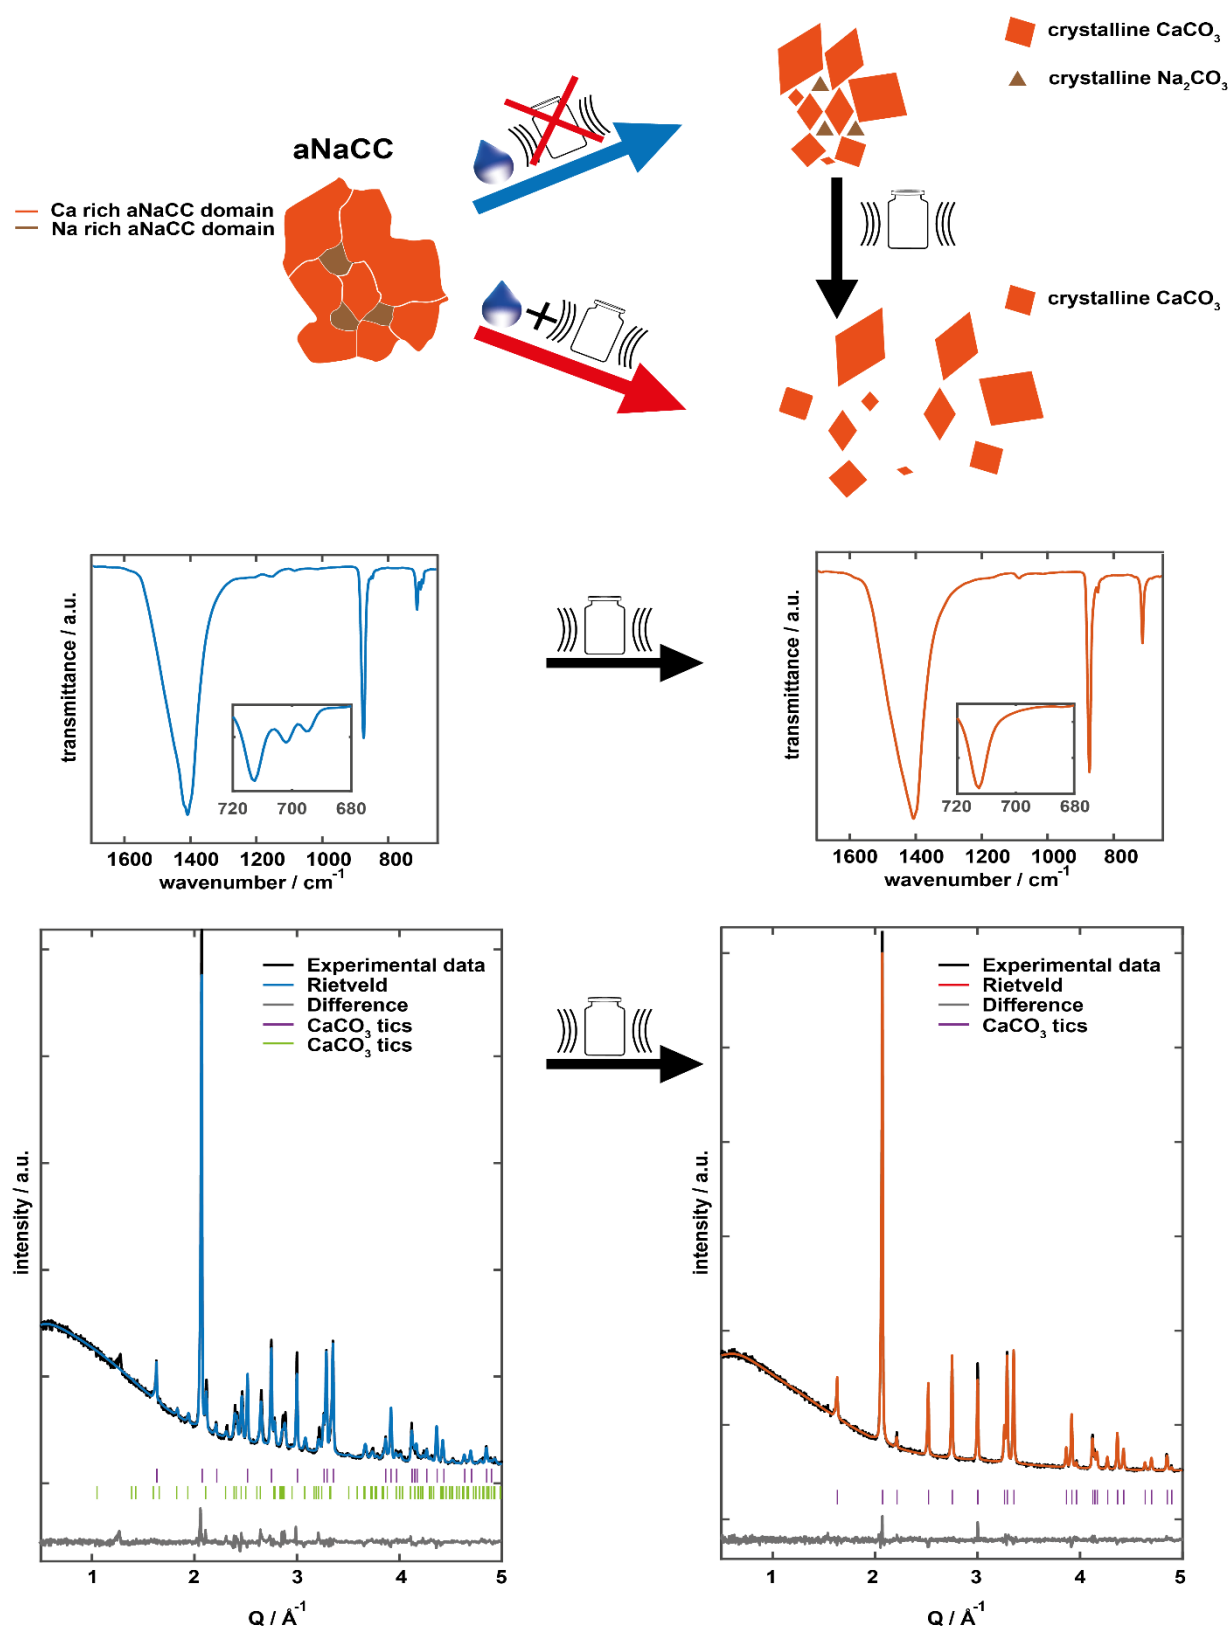 crystalline CaCO₃
crystalline Na₂CO₃
aNaCC
Ca rich aNaCC domain
Na rich aNaCC domain
crystalline CaCO₃
transmittance / a.u.
720 700 680
1600 1400 1200 1000 800
wavenumber / cm⁻¹
transmittance / a.u.
720 700 680
1600 1400 1200 1000 800
wavenumber / cm⁻¹
Experimental data
Rietveld
Difference
CaCO₃ tics
CaCO₃ tics
intensity / a.u.
1 2 3 4 5
Q / Å⁻¹
Experimental data
Rietveld
Difference
CaCO₃ tics
intensity / a.u.
1 2 3 4 5
Q / Å⁻¹